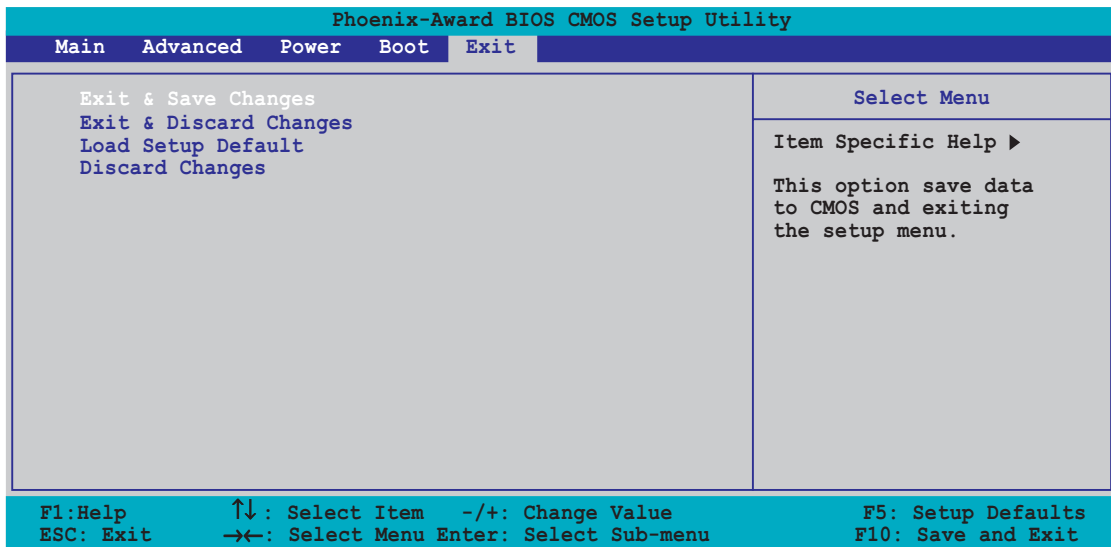 Phoenix-Award BIOS CMOS Setup Utility
Main Advanced Power Boot Exit
Exit & Save Changes
Exit & Discard Changes
Load Setup Default
Discard Changes
Select Menu
Item Specific Help ▶
This option save data
to CMOS and exiting
the setup menu.
F1:Help ↑↓: Select Item -/+: Change Value F5: Setup Defaults
ESC: Exit →←: Select Menu Enter: Select Sub-menu F10: Save and Exit